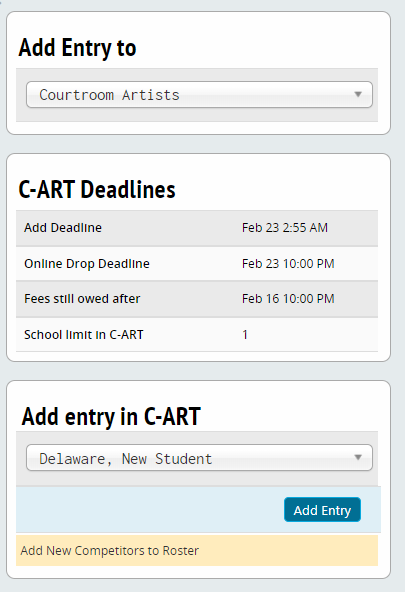 Add Entry to
Courtroom Artists
C-ART Deadlines
Add Deadline Feb 23 2:55 AM
Online Drop Deadline Feb 23 10:00 PM
Fees still owed after Feb 16 10:00 PM
School limit in C-ART 1
Add entry in C-ART
Delaware, New Student
Add Entry
Add New Competitors to Roster